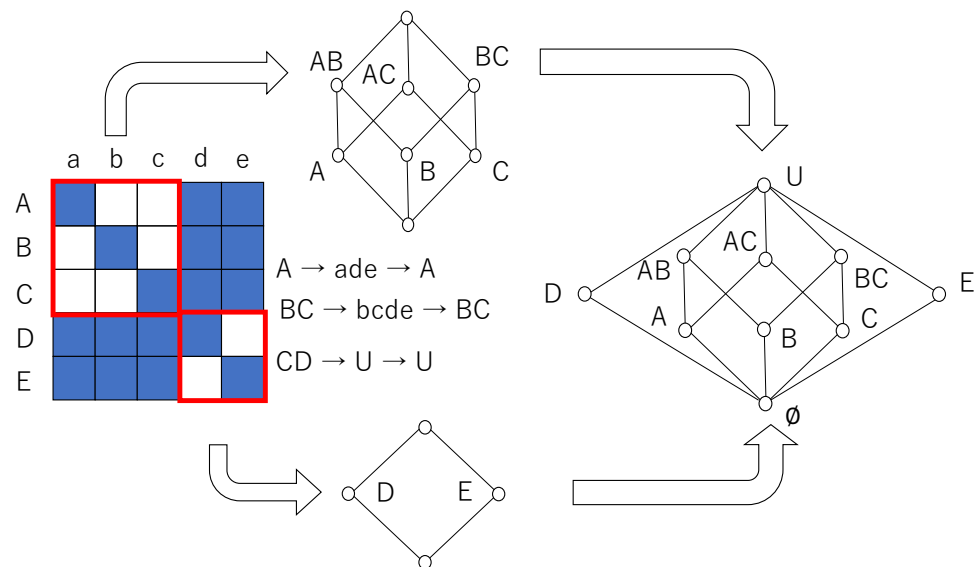 AB AC BC
A B C
a b c d e
A
B
C
D
E
A → ade → A
BC → bcde → BC
CD → U → U
D E
U
AB AC BC
D E
A B C
∅